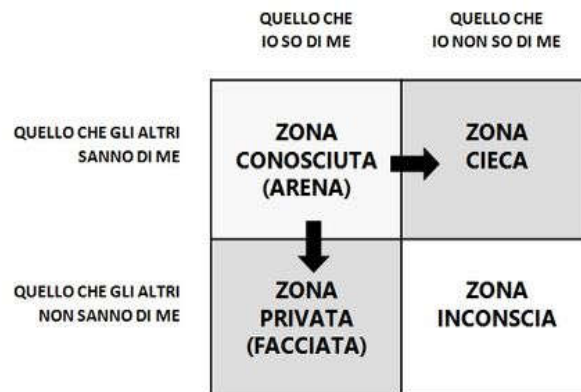 QUELLO CHE
IO SO DI ME
QUELLO CHE
IO NON SO DI ME
QUELLO CHE GLI ALTRI
SANNO DI ME
ZONA
CONOSCIUTA
(ARENA)
ZONA
CIECA
QUELLO CHE GLI ALTRI
NON SANNO DI ME
ZONA
PRIVATA
(FACCIATA)
ZONA
INCONSCIA